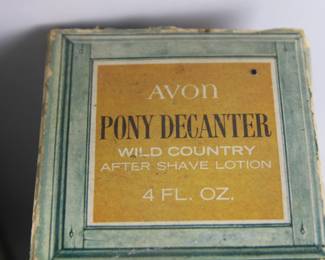 AVON
PONY DECANTER
WILD COUNTRY
AFTER SHAVE LOTION
4 FL. OZ.